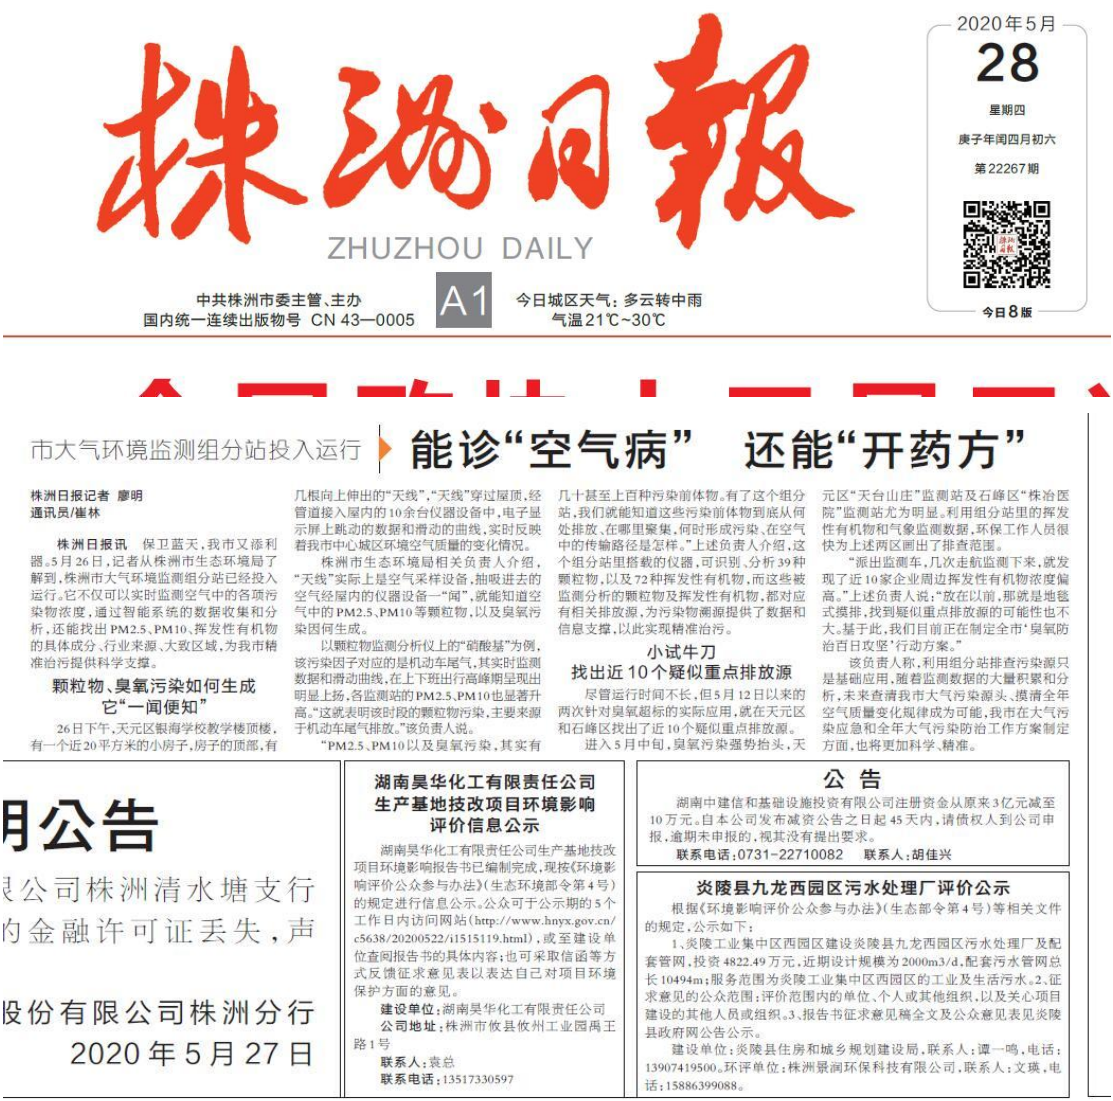 株洲日報
ZHUZHOU DAILY
中共株洲市委主管、主办
国内统一连续出版物号 CN 43—0005
A1
今日城区天气：多云转中雨
气温21℃~30℃
2020年5月
28
星期四
庚子年闰四月初六
第22267期
今日8版
市大气环境监测组分站投入运行
能诊“空气病” 还能“开药方”
株洲日报记者 廖明
通讯员/崔林
株洲日报讯 保卫蓝天，我市又添利
器。5月26日，记者从株洲市生态环境局了
解到，株洲市大气环境监测组分站已经投入
运行。它不仅可以实时监测空气中的各项污
染物浓度，通过智能系统的数据收集和分
析，还能找出PM2.5、PM10、挥发性有机物
的具体成分、行业来源、大致区域，为我市精
准治污提供科学支撑。
颗粒物、臭氧污染如何生成
它“一闻便知”
26日下午，天元区银海学校教学楼顶楼，
有一个近20平方米的小房子，房子的顶部，有
几根向上伸出的“天线”，“天线”穿过屋顶，经
管道接入屋内的10余台仪器设备中，电子显
示屏上跳动的数据和滑动的曲线，实时反映
着我市中心城区环境空气质量的变化情况。
株洲市生态环境局相关负责人介绍，
“天线”实际上是空气采样设备，抽吸进去的
空气经屋内的仪器设备一“闻”，就能知道空
气中的PM2.5、PM10等颗粒物，以及臭氧污
染因何生成。
以颗粒物监测分析仪上的“硝酸基”为例，
该污染因子对应的是机动车尾气，其实时监测
数据和滑动曲线，在上下班出行高峰期呈现出
明显上扬，各监测站的PM2.5、PM10也显著升
高。“这就表明该时段的颗粒物污染，主要来源
于机动车尾气排放。”该负责人说。
“PM2.5、PM10以及臭氧污染，其实有
几十甚至上百种污染前体物。有了这个组分
站，我们就能知道这些污染前体物到底从何
处排放、在哪里聚集，何时形成污染、在空气
中的传输路径是怎样。”上述负责人介绍，这
个组分站里搭载的仪器，可识别、分析39种
颗粒物，以及72种挥发性有机物，而这些被
监测分析的颗粒物及挥发性有机物，都对应
有相关排放源，为污染物溯源提供了数据和
信息支撑，以此实现精准治污。
小试牛刀
找出近10个疑似重点排放源
尽管运行时间不长，但5月12日以来的
两次针对臭氧超标的实际应用，就在天元区
和石峰区找出了近10个疑似重点排放源。
进入5月中旬，臭氧污染强势抬头，天
元区“天台山庄”监测站及石峰区“株冶医
院”监测站尤为明显。利用组分站里的挥发
性有机物和气象监测数据，环保工作人员很
快为上述两区画出了排查范围。
“派出监测车，几次走航监测下来，就发
现了近10家企业周边挥发性有机物浓度偏
高。”上述负责人说：“放在以前，那就是地毯
式摸排，找到疑似重点排放源的可能性也不
大。基于此，我们目前正在制定全市‘臭氧防
治百日攻坚’行动方案。”
该负责人称，利用组分站排查污染源只
是基础应用，随着监测数据的大量积累和分
析，未来查清我市大气污染源头、摸清全年
空气质量变化规律成为可能，我市在大气污
染应急和全年大气污染防治工作方案制定
方面，也将更加科学、精准。
明公告
限公司株洲清水塘支行
的金融许可证丢失，声
股份有限公司株洲分行
2020年5月27日
湖南昊华化工有限责任公司
生产基地技改项目环境影响
评价信息公示
湖南昊华化工有限责任公司生产基地技改
项目环境影响报告书已编制完成，现按《环境影
响评价公众参与办法》（生态环境部令第4号）
的规定进行信息公示。公众可于公示期的5个
工作日内访问网站（http://www.hnyx.gov.cn/
c5638/20200522/i1515119.html），或至建设单
位查阅报告书的具体内容；也可采取信函等方
式反馈征求意见表以表达自己对项目环境
保护方面的意见。
建设单位：湖南昊华化工有限责任公司
公司地址：株洲市攸县攸州工业园禹王
路1号
联系人：袁总
联系电话：13517330597
公 告
湖南中建信和基础设施投资有限公司注册资金从原来3亿元减至
10万元。自本公司发布减资公告之日起45天内，请债权人到公司申
报，逾期未申报的，视其没有提出要求。
联系电话：0731-22710082 联系人：胡佳兴
炎陵县九龙西园区污水处理厂评价公示
根据《环境影响评价公众参与办法》（生态部令第4号）等相关文件
的规定，公示如下：
1、炎陵工业集中区西园区建设炎陵县九龙西园区污水处理厂及配
套管网，投资4822.49万元，近期设计规模为2000m3/d，配套污水管网总
长10494m；服务范围为炎陵工业集中区西园区的工业及生活污水。2、征
求意见的公众范围：评价范围内的单位、个人或其他组织，以及关心项目
建设的其他人员或组织。3、报告书征求意见稿全文及公众意见表见炎陵
县政府网公告公示。
建设单位：炎陵县住房和城乡规划建设局，联系人：谭一鸣，电话：
13907419500。环评单位：株洲景润环保科技有限公司，联系人：文瑛，电
话：15886399088。